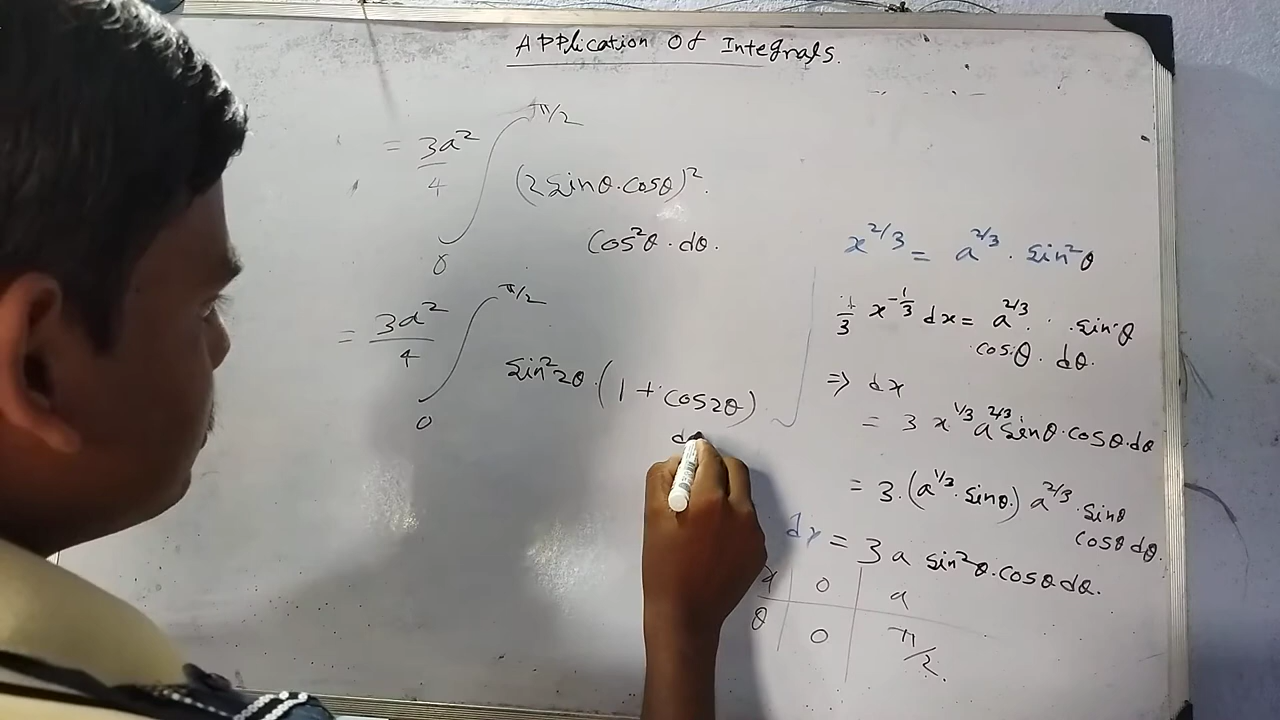 Application Of Integrals.
= 3a²/4 ∫₀^π/2 (2 sinθ·cosθ)².
cos²θ·dθ.
= 3a²/4 ∫₀^π/2 sin²2θ·(1+cos2θ)
d
x^2/3 = a^2/3 · sin²θ
1/3 x^-1/3 dx = a^2/3 · · sinθ
cosθ · dθ.
=> dx
= 3 x^1/3 a^2/3 sinθ·cosθ·dθ
= 3·(a^1/3 · sinθ·) a^2/3 · sinθ
cosθ dθ.
dx = 3a sin²θ·cosθ dθ.
x 0 a
θ 0 π/2.